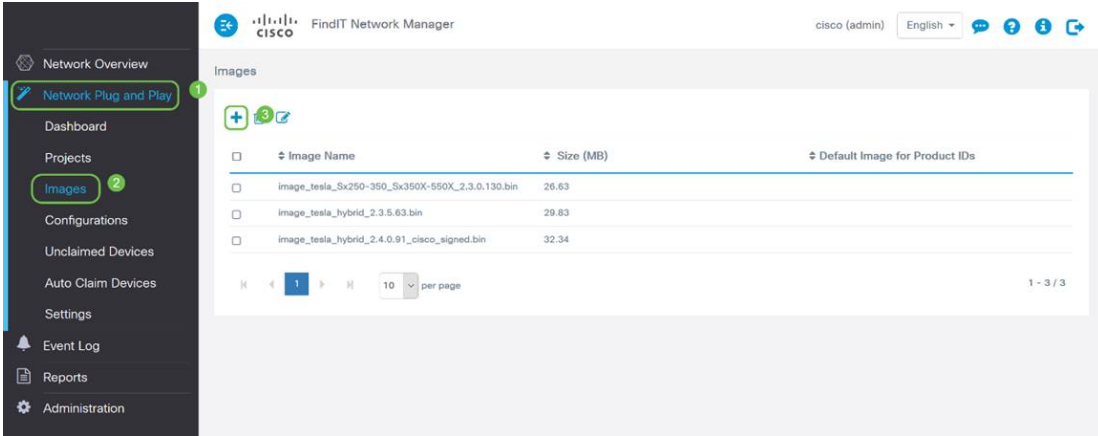 CISCO FindIT Network Manager cisco (admin) English
Network Overview
Images
Network Plug and Play 1
3
Dashboard
Image Name Size (MB) Default Image for Product IDs
Projects
Images 2
image_tesla_Sx250-350_Sx350X-550X_2.3.0.130.bin 26.63
Configurations
image_tesla_hybrid_2.3.5.63.bin 29.83
image_tesla_hybrid_2.4.0.91_cisco_signed.bin 32.34
Unclaimed Devices
Auto Claim Devices
1 10 per page 1 - 3 / 3
Settings
Event Log
Reports
Administration